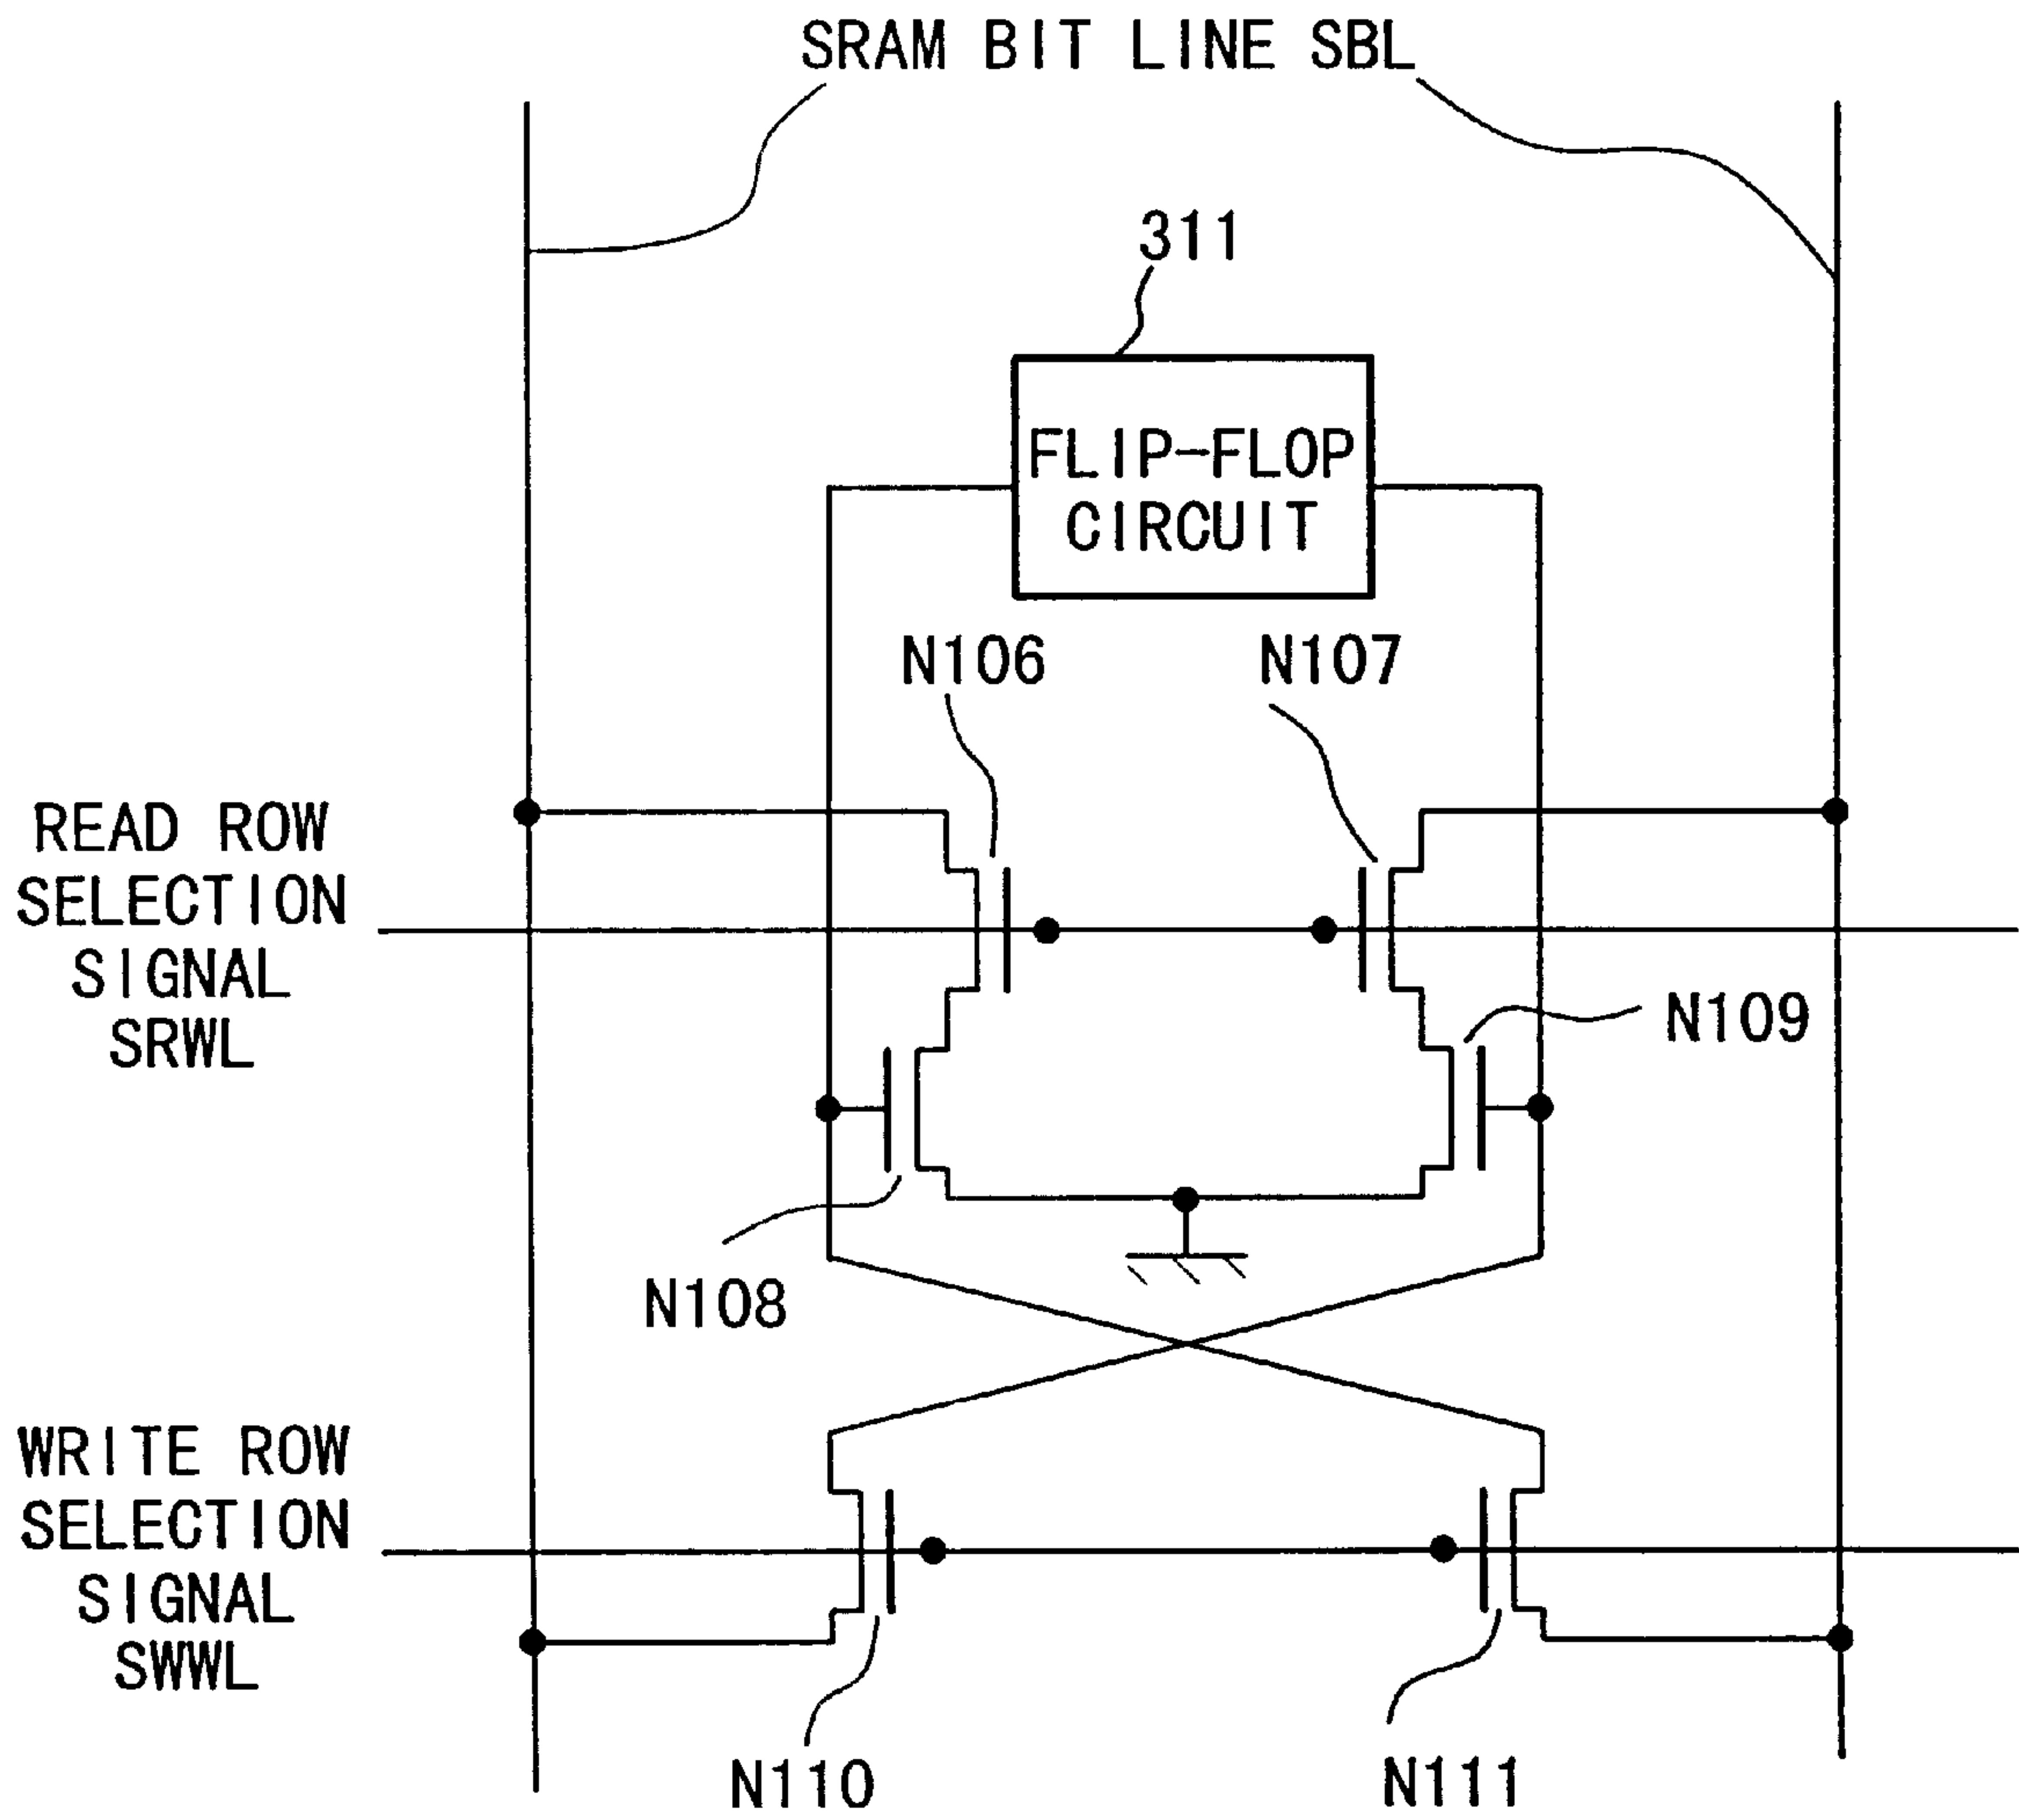 SRAM BIT LINE SBL
311
FLIP-FLOP
CIRCUIT
N106
N107
READ ROW
SELECTION
SIGNAL
SRWL
N109
N108
WRITE ROW
SELECTION
SIGNAL
SWWL
N110
N111